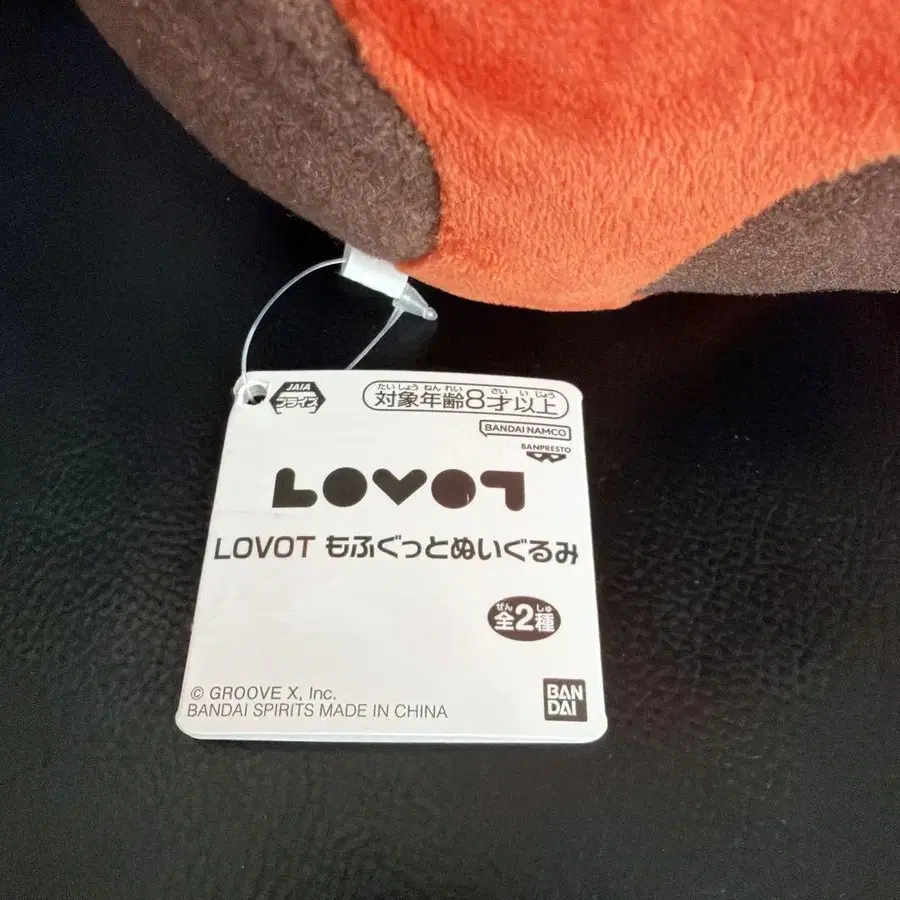 JAIA
プライズ
たいしょうねんれい さいいじょう
対象年齢8才以上
BANDAI NAMCO
BANPRESTO
LOVOT
LOVOT もふぐっとぬいぐるみ
ぜん しゅ
全2種
© GROOVE X, Inc.
BANDAI SPIRITS MADE IN CHINA
BAN
DAI